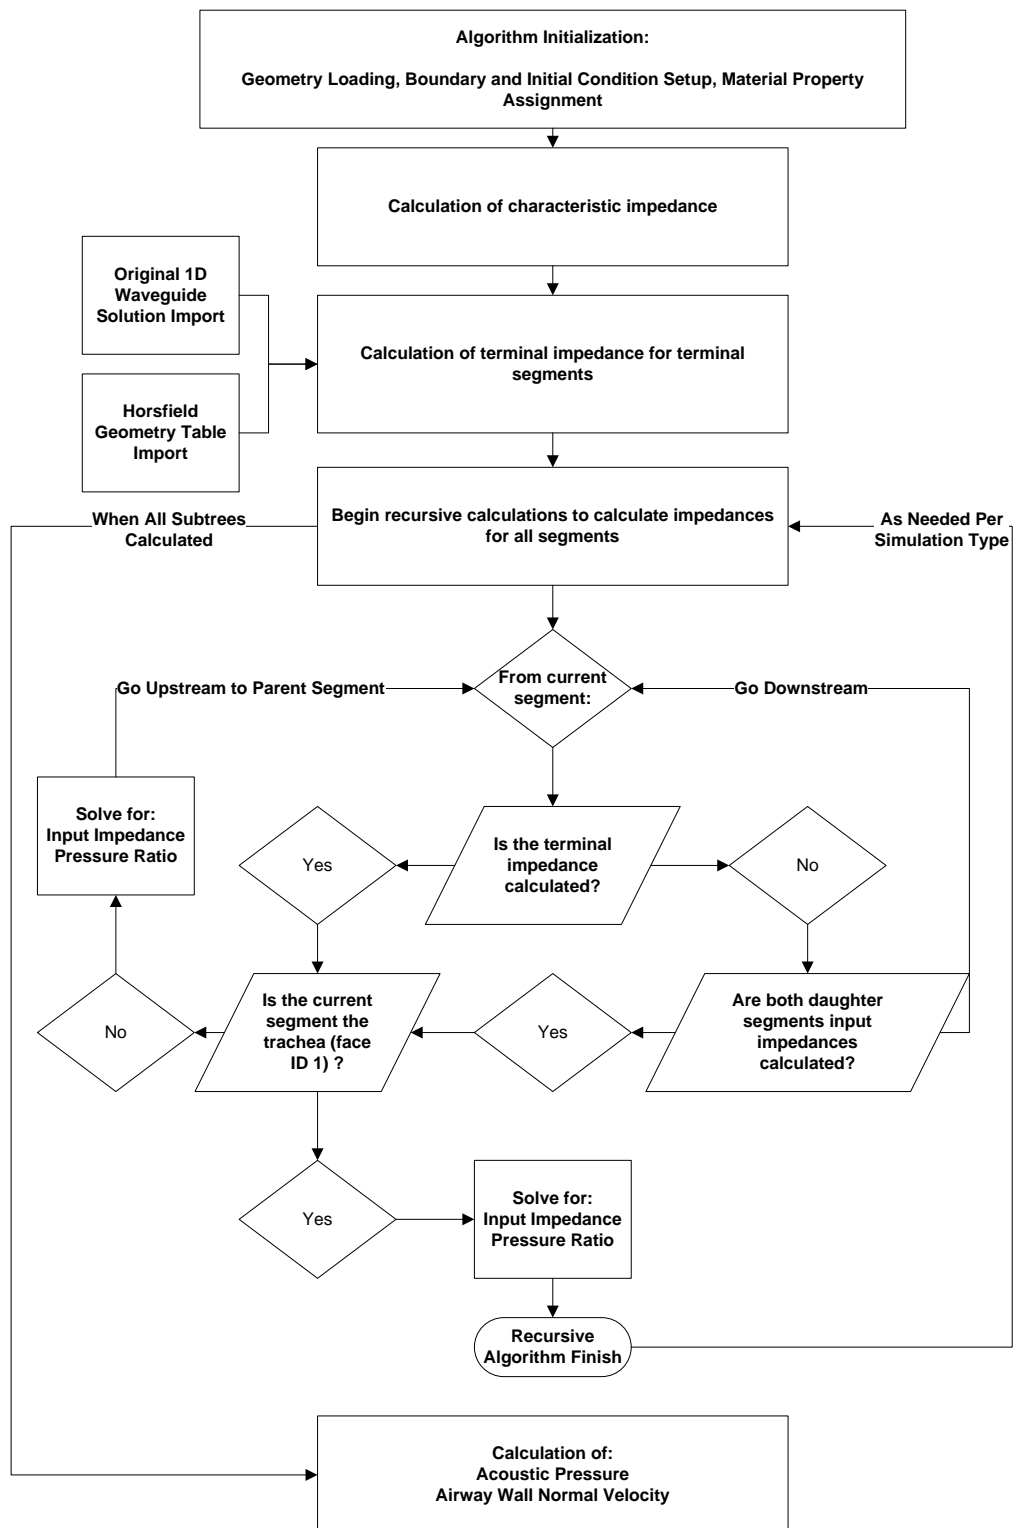 Algorithm Initialization:
Geometry Loading, Boundary and Initial Condition Setup, Material Property
Assignment
Calculation of characteristic impedance
Original 1D
Waveguide
Solution Import
Calculation of terminal impedance for terminal
segments
Horsfield
Geometry Table
Import
When All Subtrees
Calculated
Begin recursive calculations to calculate impedances
for all segments
As Needed Per
Simulation Type
Go Upstream to Parent Segment
From current
segment:
Go Downstream
Solve for:
Input Impedance
Pressure Ratio
Yes
Is the terminal
impedance
calculated?
No
No
Is the current
segment the
trachea (face
ID 1) ?
Yes
Are both daughter
segments input
impedances
calculated?
Yes
Solve for:
Input Impedance
Pressure Ratio
Recursive
Algorithm Finish
Calculation of:
Acoustic Pressure
Airway Wall Normal Velocity